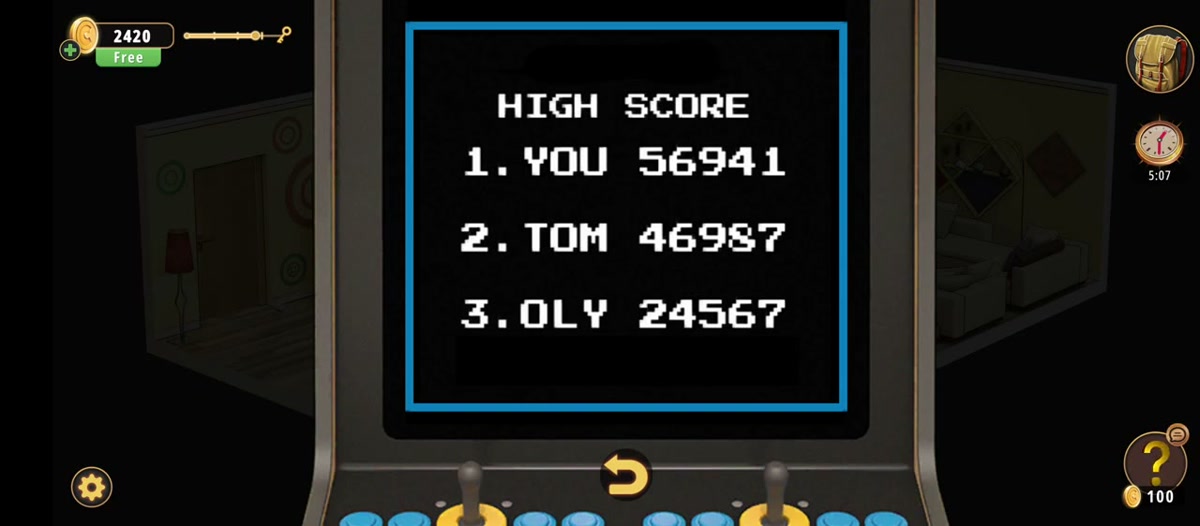 2420
Free
HIGH SCORE
1. YOU 56941
2. TOM 46987
3. OLY 24567
5:07
?
100